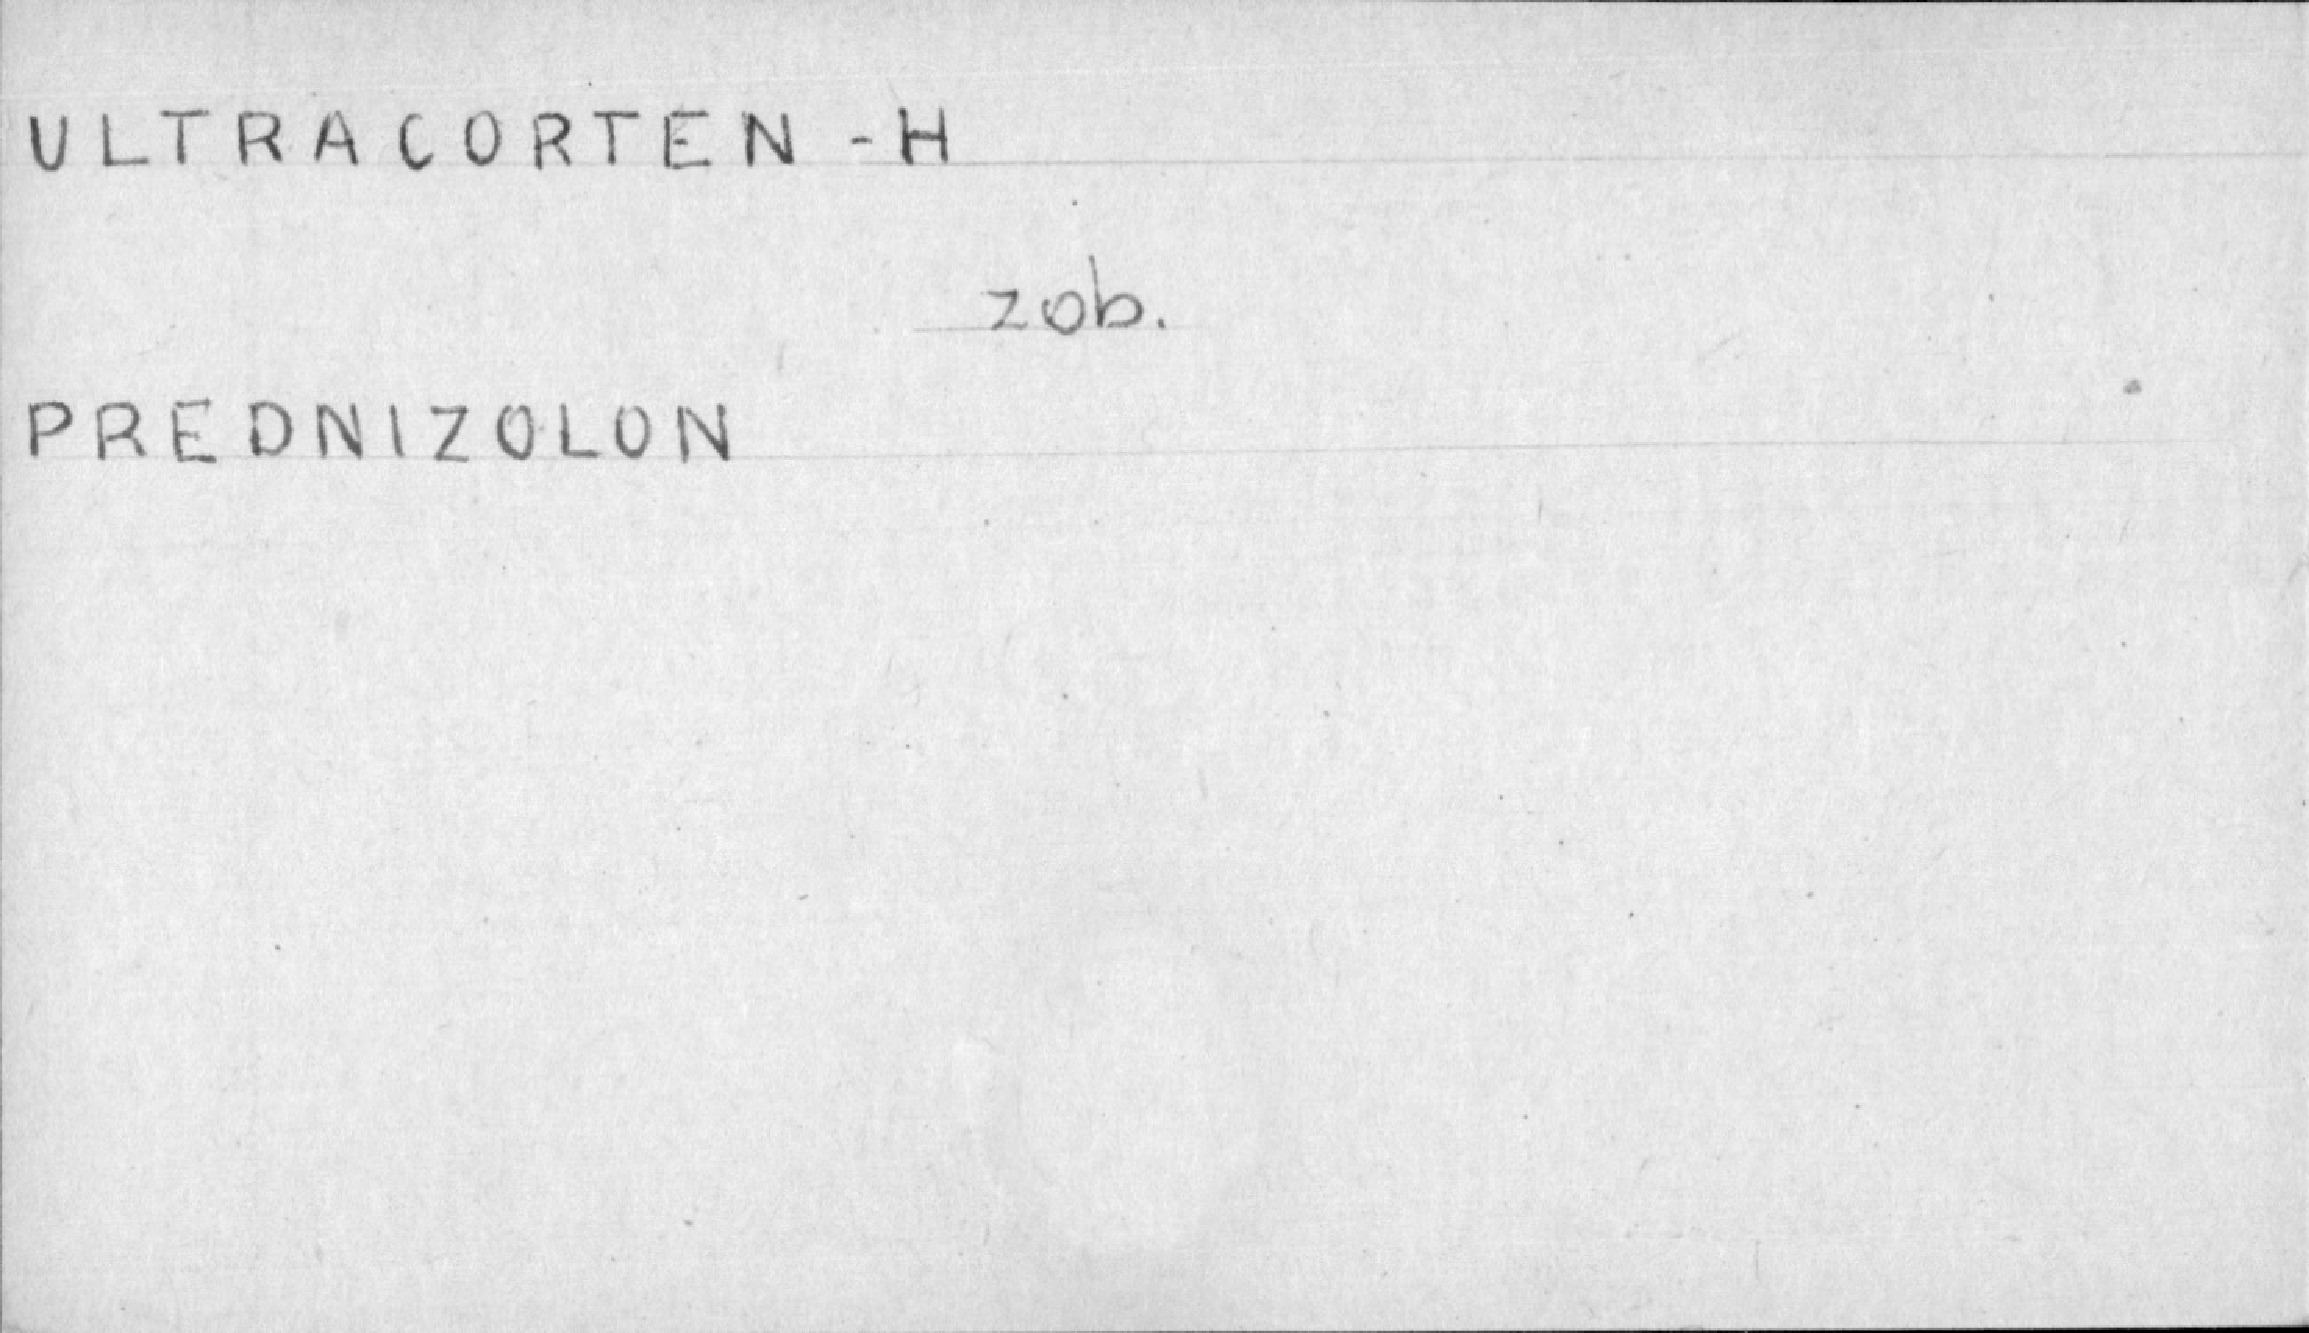 ULTRACORTEN -H
zob.
PREDNIZOLON